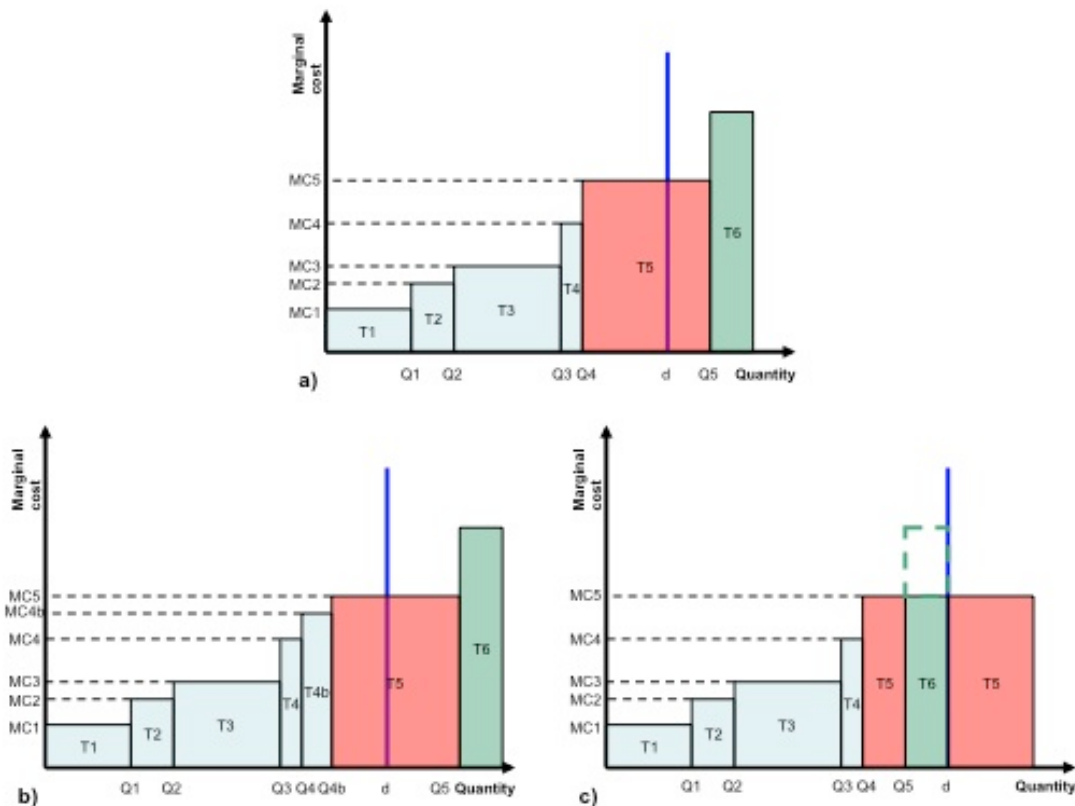 Marginal
cost
MC5
MC4
MC3
MC2
MC1
T1
T2
T3
T4
T5
T6
Q1 Q2 Q3 Q4 d Q5 Quantity
a)
Marginal
cost
MC5
MC4b
MC4
MC3
MC2
MC1
T1
T2
T3
T4
T4b
T5
T6
Q1 Q2 Q3 Q4 Q4b d Q5 Quantity
b)
Marginal
cost
MC5
MC4
MC3
MC2
MC1
T1
T2
T3
T4
T5
T6
T5
Q1 Q2 Q3 Q4 Q5 d Quantity
c)